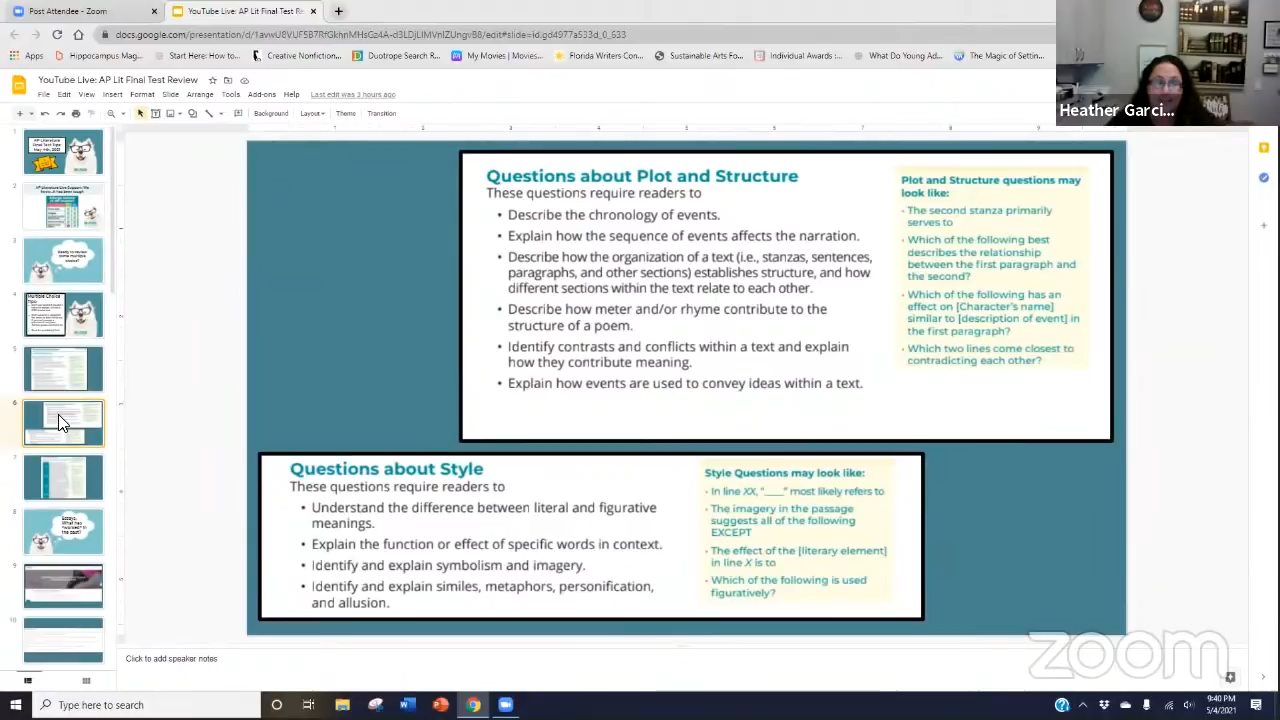 Post Attende - Zoom
YouTube Live: AP Lit Final Test Re
docs.google.com/presentation/d/1avwU8VUFSB7RfGkhnMHsGz4A-d3LDjLIMVnlZUngvB8/edit#slide=id.gd4977a533d_0_633
Apps
Start Here: How to...
Creative Nonfiction...
Duotrope: Research...
My Manuscripts
Florida Writers Con...
Sustainable Arts Fo...
Individual Awards :...
What Do Young Ad...
The Magic of Settin...
Heather Garci...
YouTube Live: AP Lit Final Test Review
File Edit View Insert Format Slide Arrange Tools Add-ons Help Last edit was 3 hours ago
Background Layout Theme Transition
Questions about Plot and Structure
These questions require readers to
• Describe the chronology of events.
• Explain how the sequence of events affects the narration.
• Describe how the organization of a text (i.e., stanzas, sentences,
paragraphs, and other sections) establishes structure, and how
different sections within the text relate to each other.
• Describe how meter and/or rhyme contribute to the
structure of a poem.
• Identify contrasts and conflicts within a text and explain
how they contribute meaning.
• Explain how events are used to convey ideas within a text.
Plot and Structure questions may
look like:
• The second stanza primarily
serves to
• Which of the following best
describes the relationship
between the first paragraph and
the second?
• Which of the following has an
effect on [Character's name]
similar to [description of event] in
the first paragraph?
• Which two lines come closest to
contradicting each other?
Questions about Style
These questions require readers to
• Understand the difference between literal and figurative
meanings.
• Explain the function or effect of specific words in context.
• Identify and explain symbolism and imagery.
• Identify and explain similes, metaphors, personification,
and allusion.
Style Questions may look like:
• In line XX, "____" most likely refers to
• The imagery in the passage
suggests all of the following
EXCEPT
• The effect of the [literary element]
in line X is to
• Which of the following is used
figuratively?
Click to add speaker notes
zoom
Type here to search
9:40 PM
5/4/2021